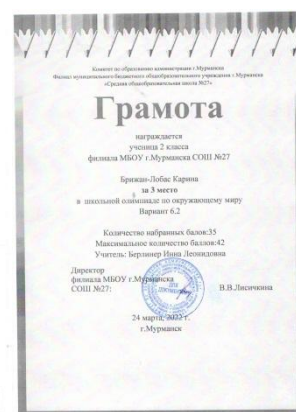 Комитет по образованию администрации г.Мурманска
Филиал муниципального бюджетного общеобразовательного учреждения г.Мурманска
«Средняя общеобразовательная школа №27»
Грамота
награждается
ученица 2 класса
филиала МБОУ г.Мурманска СОШ №27
Брижан-Лобас Карина
за 3 место
в школьной олимпиаде по окружающему миру
Вариант 6.2
Количество набранных балов:35
Максимальное количество баллов:42
Учитель: Берлинер Инна Леонидовна
Директор
филиала МБОУ г.Мурманска
СОШ №27: В.В.Лисичкина
24 марта, 2022 г.
г.Мурманск